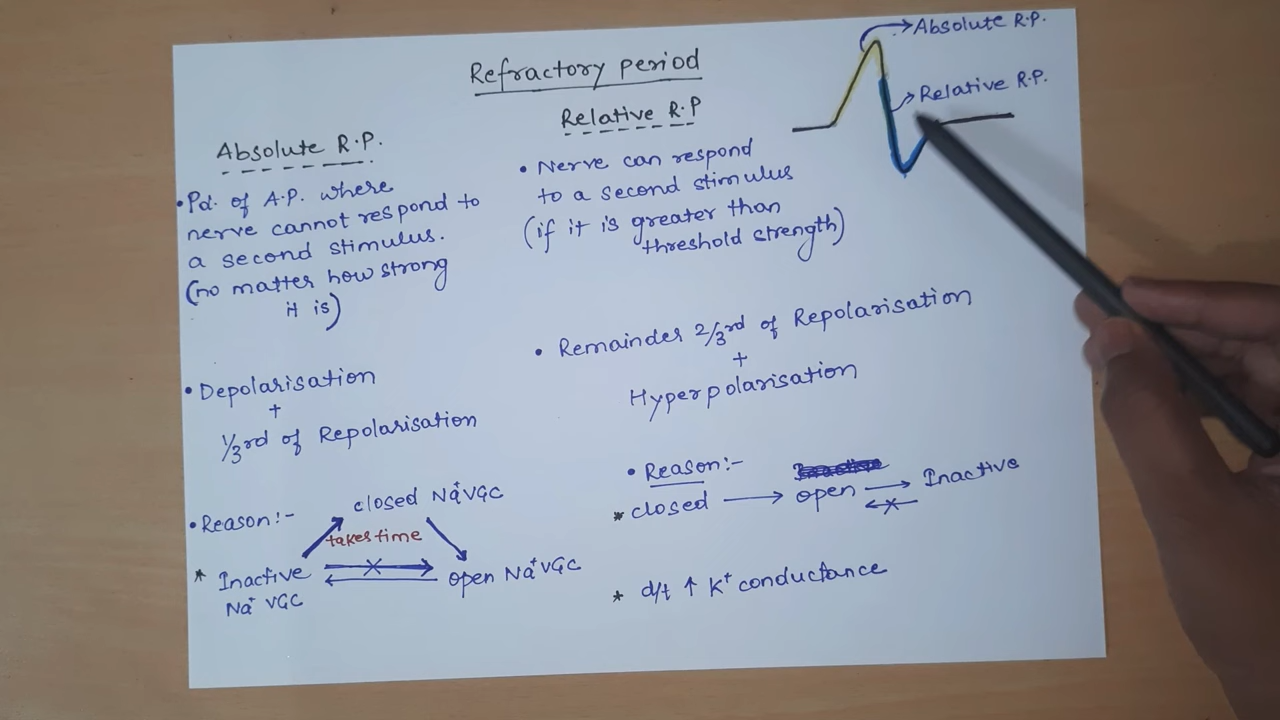 Refractory period
Absolute R.P.
• Pd. of A.P. where
nerve cannot respond to
a second stimulus.
(no matter how strong
it is)
• Depolarisation
+
1/3rd of Repolarisation
• Reason:-
closed Na⁺ VGC
takes time
* Inactive
Na⁺ VGC
open Na⁺ VGC
Relative R.P
• Nerve can respond
to a second stimulus
(if it is greater than
threshold strength)
• Remainder 2/3rd of Repolarisation
+
Hyperpolarisation
• Reason:-
* closed → open → Inactive
* d/t ↑ K⁺ conductance
Absolute R.P.
Relative R.P.